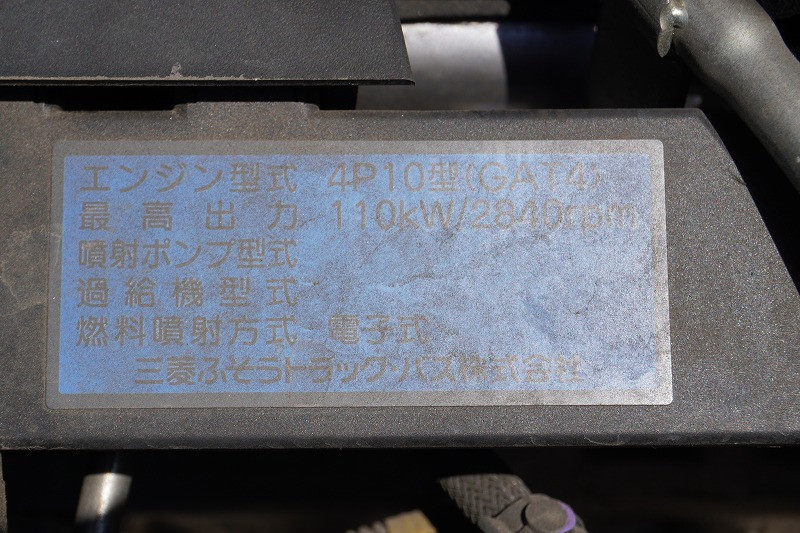 エンジン型式 4P10型(GAT4)
最高出力 110kW/2840rpm
噴射ポンプ型式
過給機型式
燃料噴射方式 電子式
三菱ふそうトラック・バス株式会社